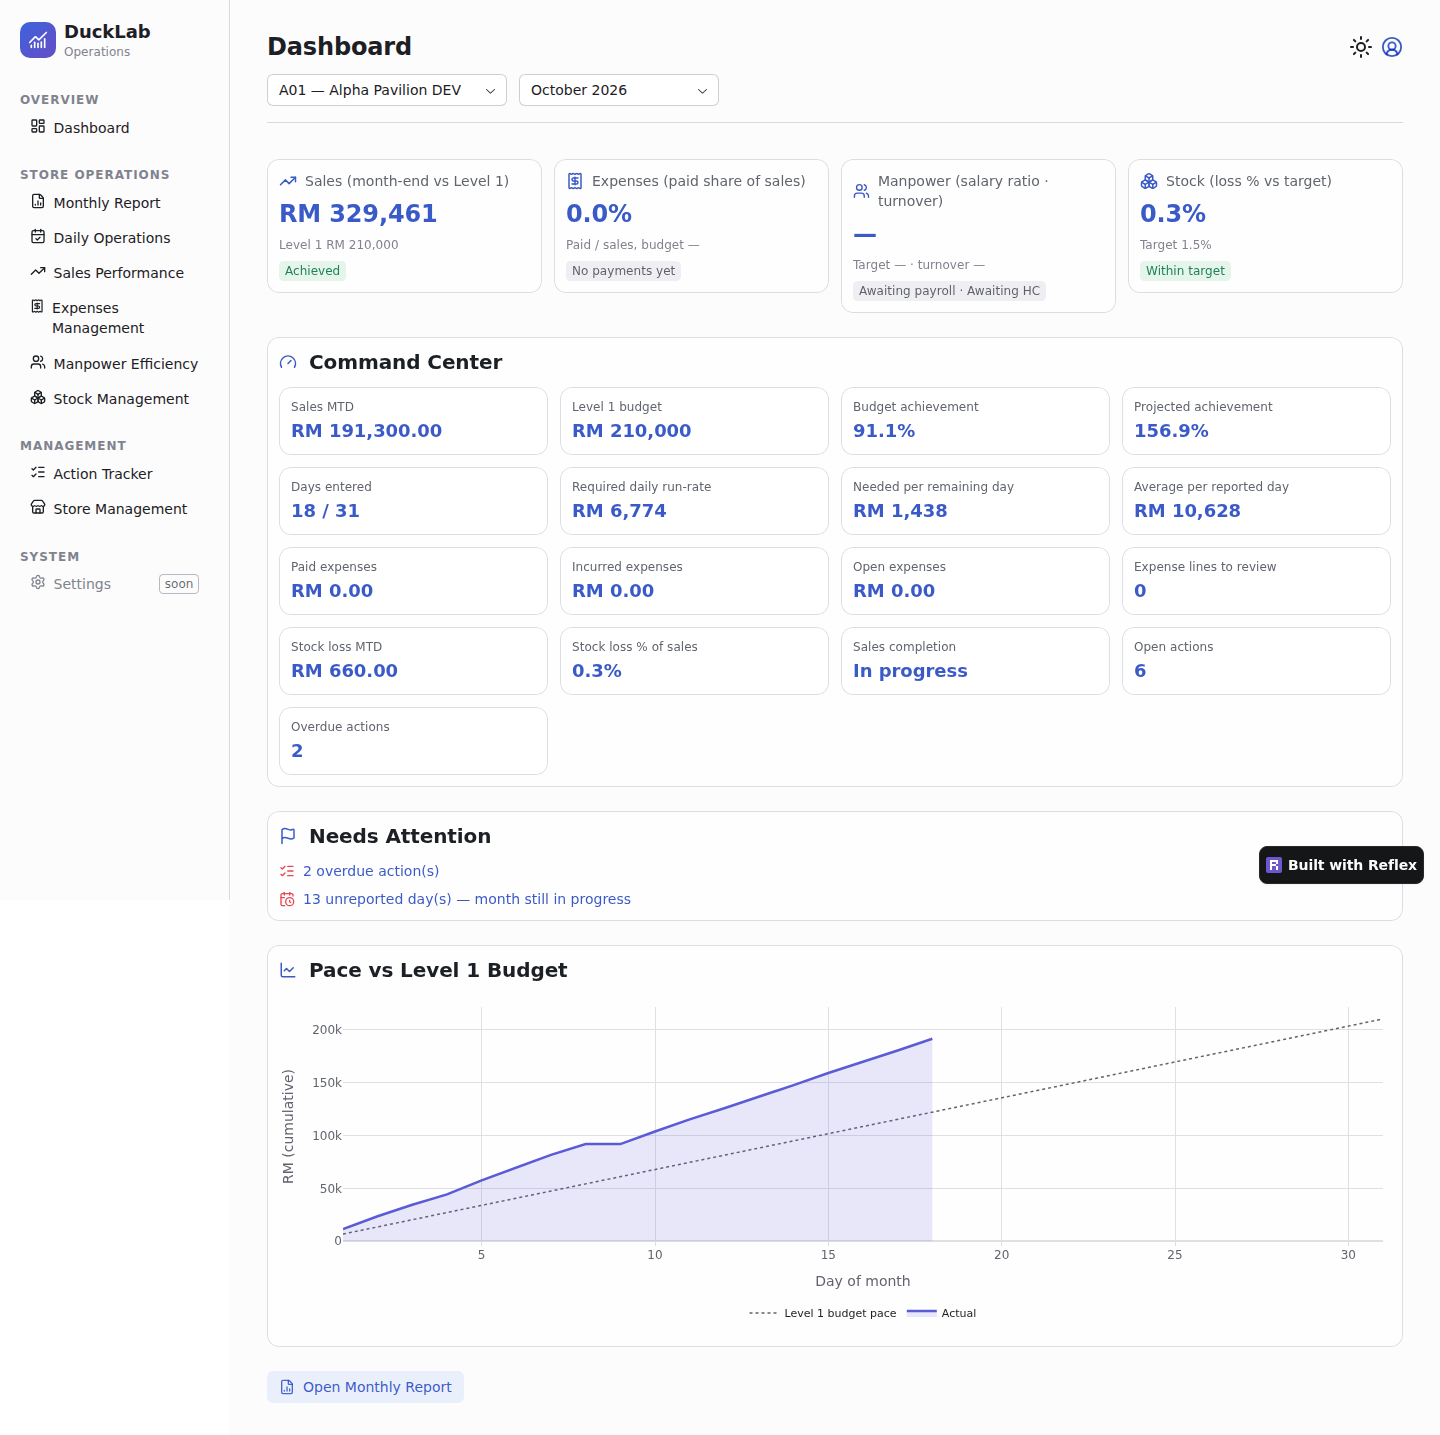 DuckLab
Operations
OVERVIEW
Dashboard
STORE OPERATIONS
Monthly Report
Daily Operations
Sales Performance
Expenses
Management
Manpower Efficiency
Stock Management
MANAGEMENT
Action Tracker
Store Management
SYSTEM
Settings
soon
Dashboard
A01 — Alpha Pavilion DEV
October 2026
Sales (month-end vs Level 1)
RM 329,461
Level 1 RM 210,000
Achieved
Expenses (paid share of sales)
0.0%
Paid / sales, budget —
No payments yet
Manpower (salary ratio ·
turnover)
—
Target — · turnover —
Awaiting payroll · Awaiting HC
Stock (loss % vs target)
0.3%
Target 1.5%
Within target
Command Center
Sales MTD
RM 191,300.00
Level 1 budget
RM 210,000
Budget achievement
91.1%
Projected achievement
156.9%
Days entered
18 / 31
Required daily run-rate
RM 6,774
Needed per remaining day
RM 1,438
Average per reported day
RM 10,628
Paid expenses
RM 0.00
Incurred expenses
RM 0.00
Open expenses
RM 0.00
Expense lines to review
0
Stock loss MTD
RM 660.00
Stock loss % of sales
0.3%
Sales completion
In progress
Open actions
6
Overdue actions
2
Needs Attention
2 overdue action(s)
13 unreported day(s) — month still in progress
Built with Reflex
Pace vs Level 1 Budget
RM (cumulative)
200k
150k
100k
50k
0
5
10
15
20
25
30
Day of month
Level 1 budget pace
Actual
Open Monthly Report